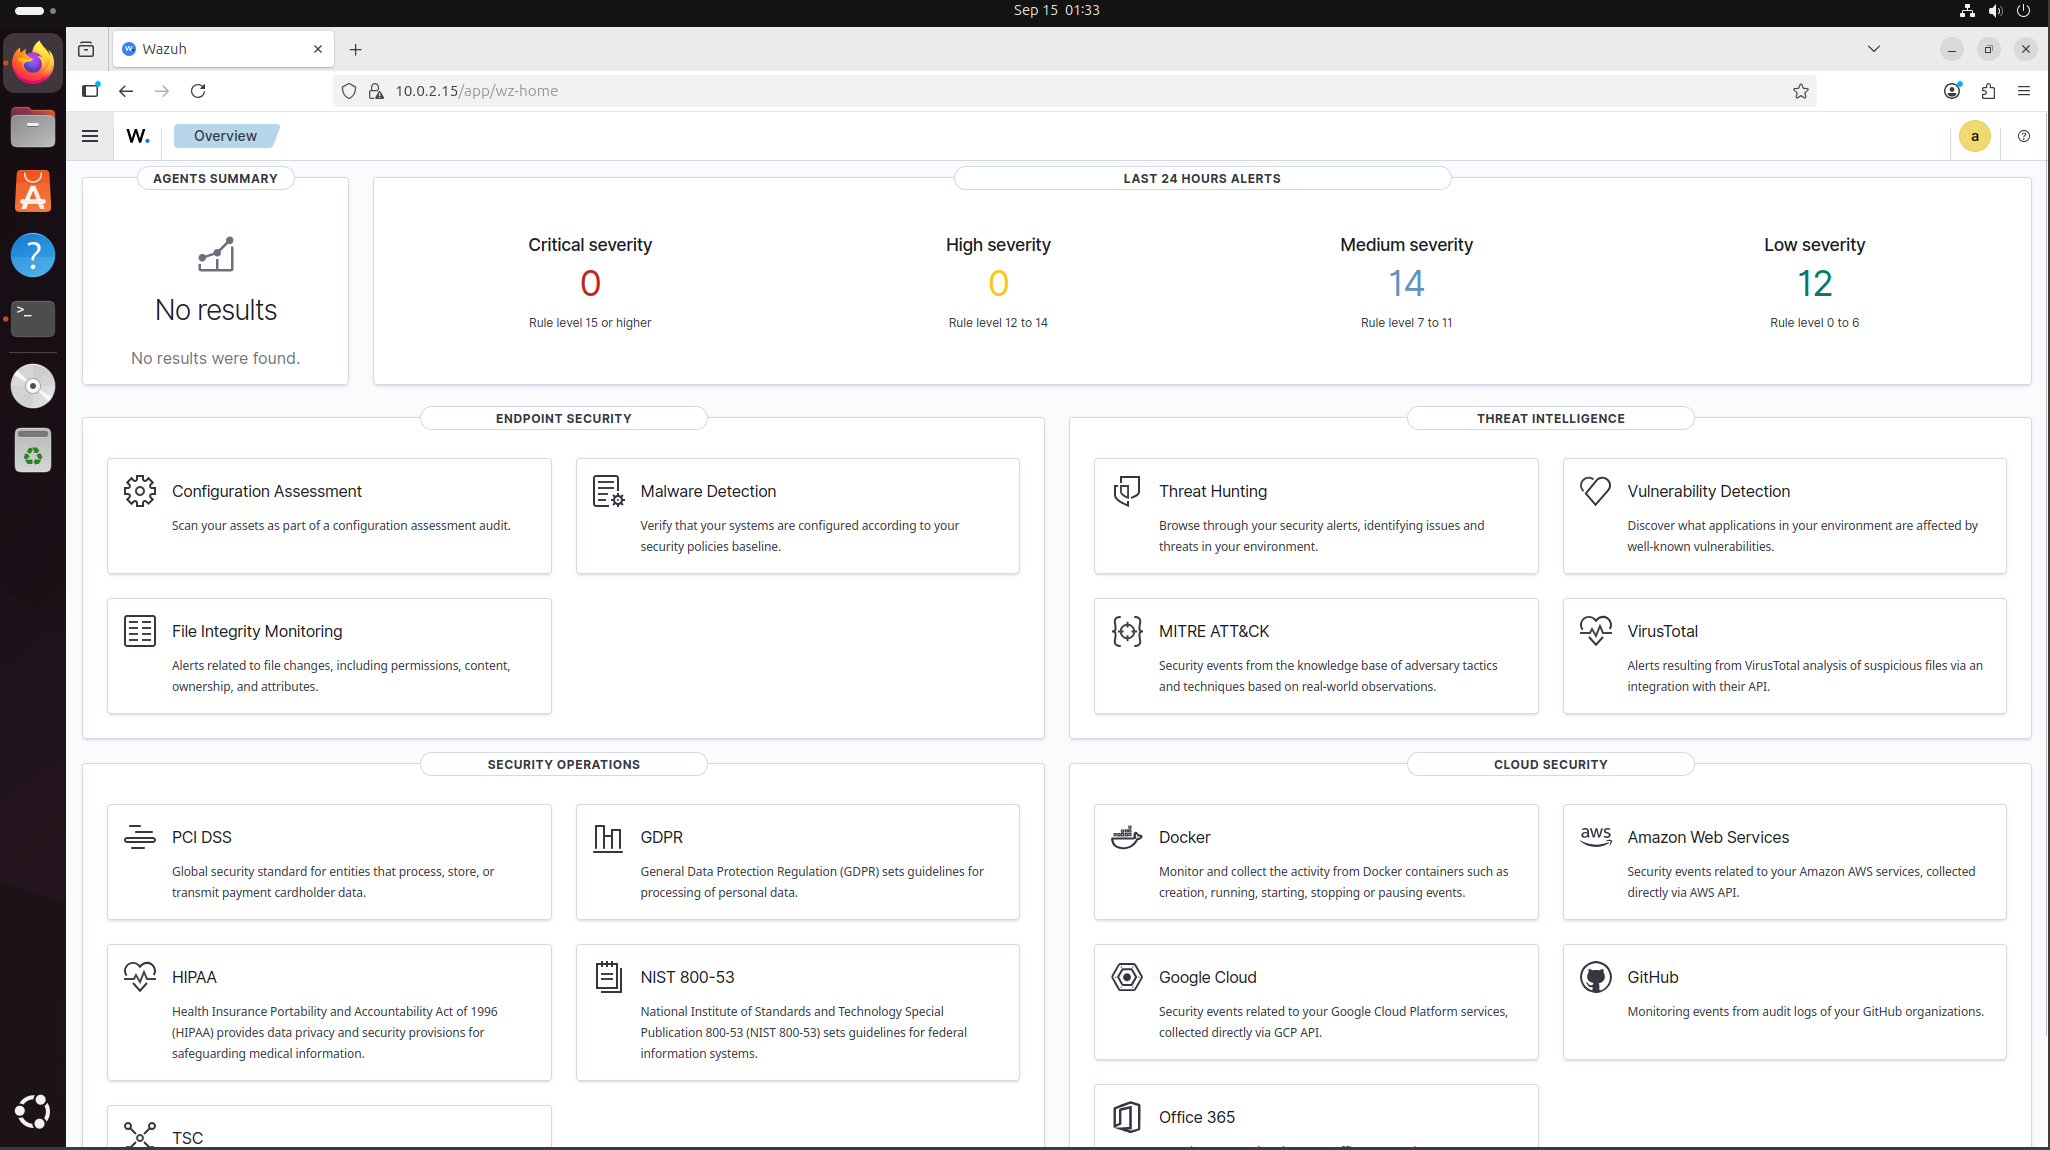 Sep 15 01:33
Wazuh
10.0.2.15/app/wz-home
W.
Overview
a
AGENTS SUMMARY
No results
No results were found.
LAST 24 HOURS ALERTS
Critical severity
0
Rule level 15 or higher
High severity
0
Rule level 12 to 14
Medium severity
14
Rule level 7 to 11
Low severity
12
Rule level 0 to 6
ENDPOINT SECURITY
Configuration Assessment
Scan your assets as part of a configuration assessment audit.
Malware Detection
Verify that your systems are configured according to your
security policies baseline.
File Integrity Monitoring
Alerts related to file changes, including permissions, content,
ownership, and attributes.
THREAT INTELLIGENCE
Threat Hunting
Browse through your security alerts, identifying issues and
threats in your environment.
Vulnerability Detection
Discover what applications in your environment are affected by
well-known vulnerabilities.
MITRE ATT&CK
Security events from the knowledge base of adversary tactics
and techniques based on real-world observations.
VirusTotal
Alerts resulting from VirusTotal analysis of suspicious files via an
integration with their API.
SECURITY OPERATIONS
PCI DSS
Global security standard for entities that process, store, or
transmit payment cardholder data.
GDPR
General Data Protection Regulation (GDPR) sets guidelines for
processing of personal data.
HIPAA
Health Insurance Portability and Accountability Act of 1996
(HIPAA) provides data privacy and security provisions for
safeguarding medical information.
NIST 800-53
National Institute of Standards and Technology Special
Publication 800-53 (NIST 800-53) sets guidelines for federal
information systems.
TSC
CLOUD SECURITY
Docker
Monitor and collect the activity from Docker containers such as
creation, running, starting, stopping or pausing events.
aws
Amazon Web Services
Security events related to your Amazon AWS services, collected
directly via AWS API.
Google Cloud
Security events related to your Google Cloud Platform services,
collected directly via GCP API.
GitHub
Monitoring events from audit logs of your GitHub organizations.
Office 365